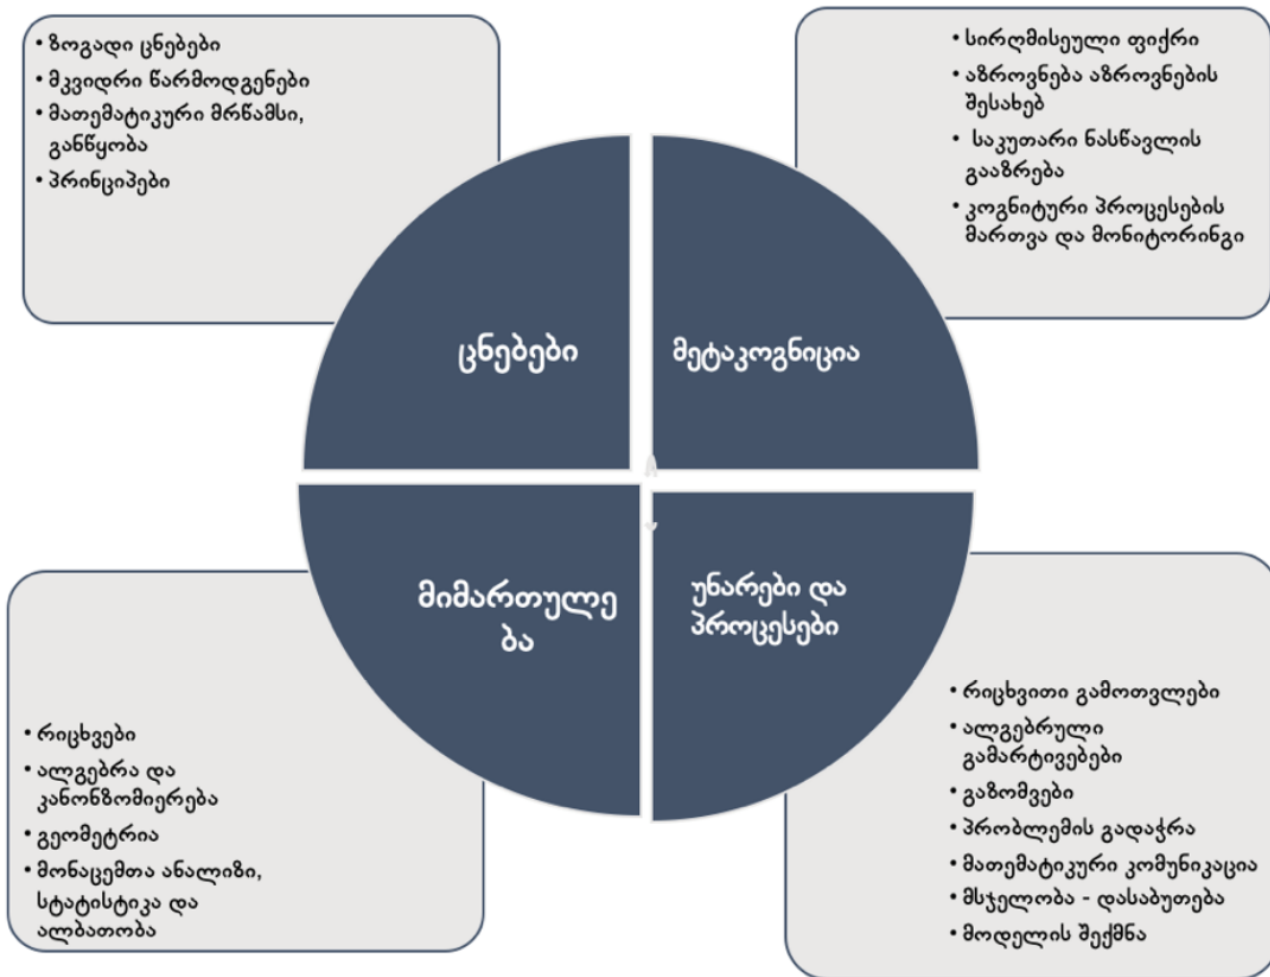 • ზოგადი ცნებები
• მკვიდრი წარმოდგენები
• მათემატიკური მრწამსი,
განწყობა
• პრინციპები
• სიღრმისეული ფიქრი
• აზროვნება აზროვნების
შესახებ
• საკუთარი ნასწავლის
გააზრება
• კოგნიტური პროცესების
მართვა და მონიტორინგი
ცნებები
მეტაკოგნიცია
მიმართულე
ბა
უნარები და
პროცესები
• რიცხვები
• ალგებრა და
კანონზომიერება
• გეომეტრია
• მონაცემთა ანალიზი,
სტატისტიკა და
ალბათობა
• რიცხვითი გამოთვლები
• ალგებრული
გამარტივებები
• გაზომვები
• პრობლემის გადაჭრა
• მათემატიკური კომუნიკაცია
• მსჯელობა - დასაბუთება
• მოდელის შექმნა